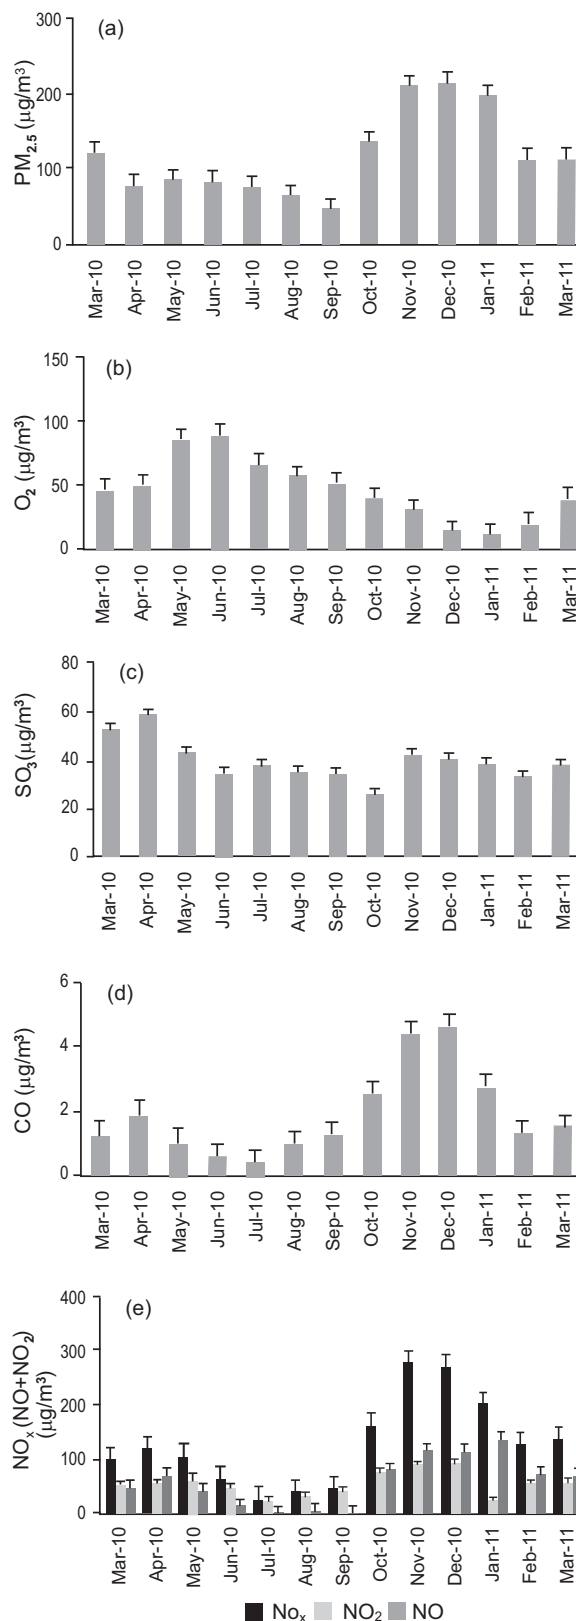 (a)
PM2.5 (μg/m³)
300
200
100
0
Mar-10 Apr-10 May-10 Jun-10 Jul-10 Aug-10 Sep-10 Oct-10 Nov-10 Dec-10 Jan-11 Feb-11 Mar-11
(b)
O2 (μg/m³)
150
100
50
0
Mar-10 Apr-10 May-10 Jun-10 Jul-10 Aug-10 Sep-10 Oct-10 Nov-10 Dec-10 Jan-11 Feb-11 Mar-11
(c)
SO3(μg/m³)
80
60
40
20
0
Mar-10 Apr-10 May-10 Jun-10 Jul-10 Aug-10 Sep-10 Oct-10 Nov-10 Dec-10 Jan-11 Feb-11 Mar-11
(d)
CO (μg/m³)
6
4
2
0
Mar-10 Apr-10 May-10 Jun-10 Jul-10 Aug-10 Sep-10 Oct-10 Nov-10 Dec-10 Jan-11 Feb-11 Mar-11
(e)
NOx(NO+NO2)
(μg/m³)
400
300
200
100
0
Mar-10 Apr-10 May-10 Jun-10 Jul-10 Aug-10 Sep-10 Oct-10 Nov-10 Dec-10 Jan-11 Feb-11 Mar-11
Nox NO2 NO